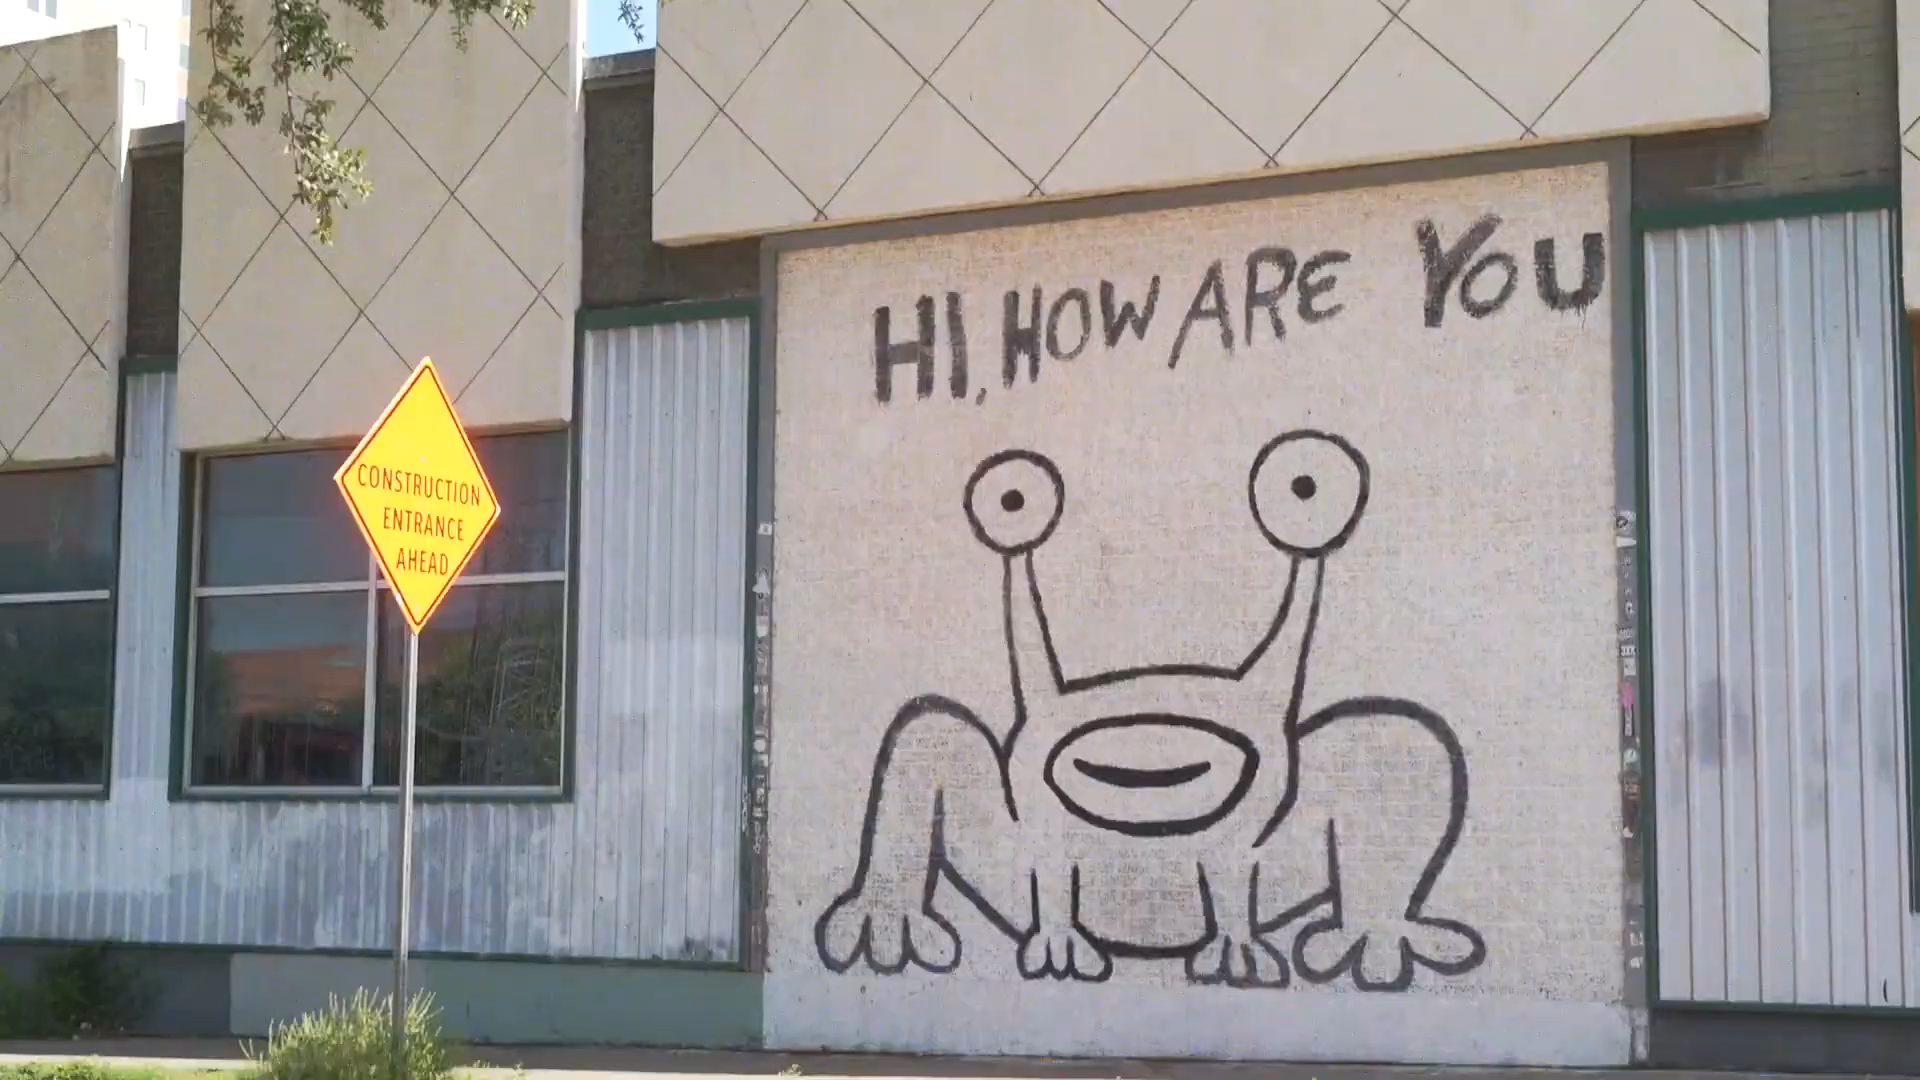 HI, HOW ARE YOU
CONSTRUCTION
ENTRANCE
AHEAD